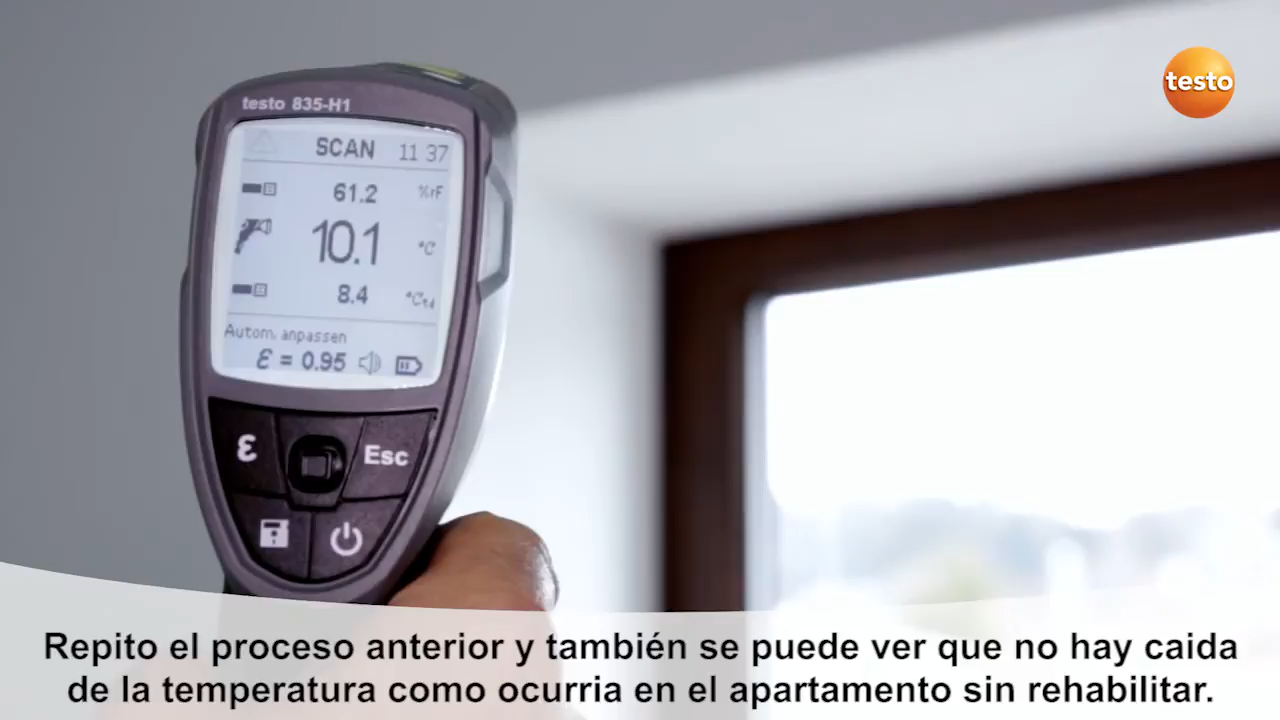 testo
testo 835-H1
SCAN 11 37
61.2 %rF
10.1 °C
8.4 °Ctd
Autom. anpassen
ε = 0.95
ε
Esc
Repito el proceso anterior y también se puede ver que no hay caida
de la temperatura como ocurria en el apartamento sin rehabilitar.